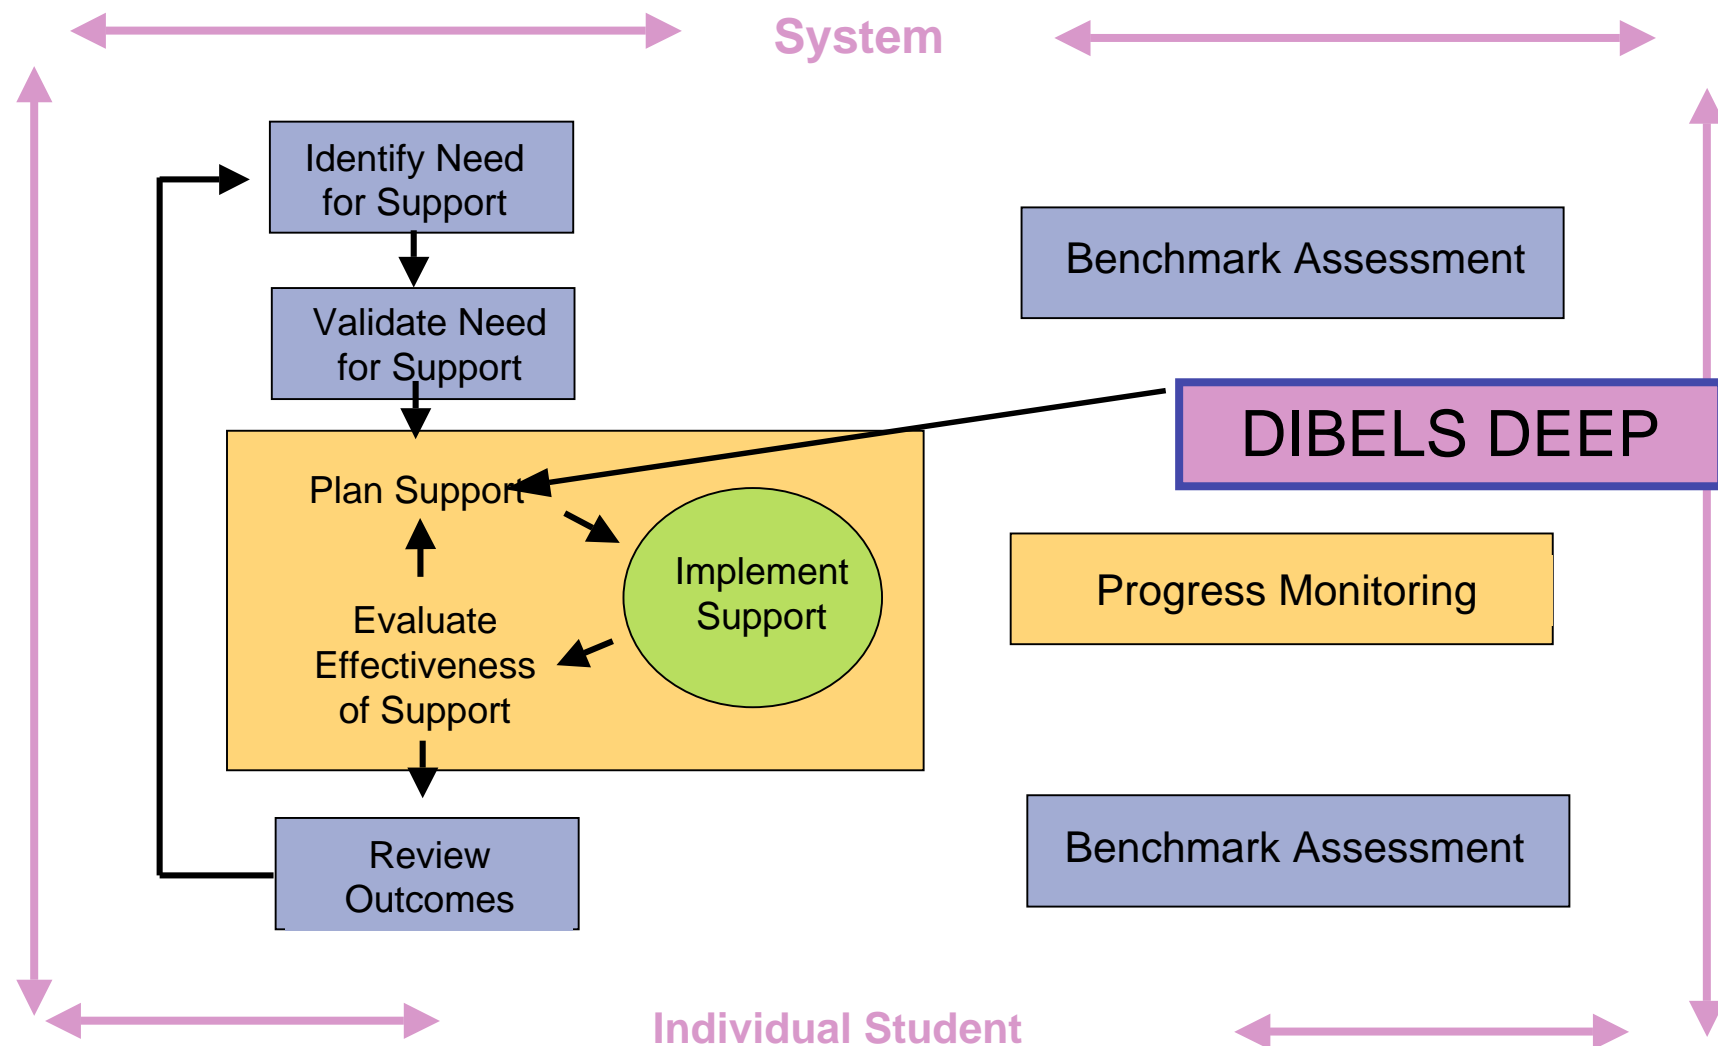 System
Identify Need
for Support
Benchmark Assessment
Validate Need
for Support
DIBELS DEEP
Plan Support
Implement
Support
Progress Monitoring
Evaluate
Effectiveness
of Support
Benchmark Assessment
Review
Outcomes
Individual Student